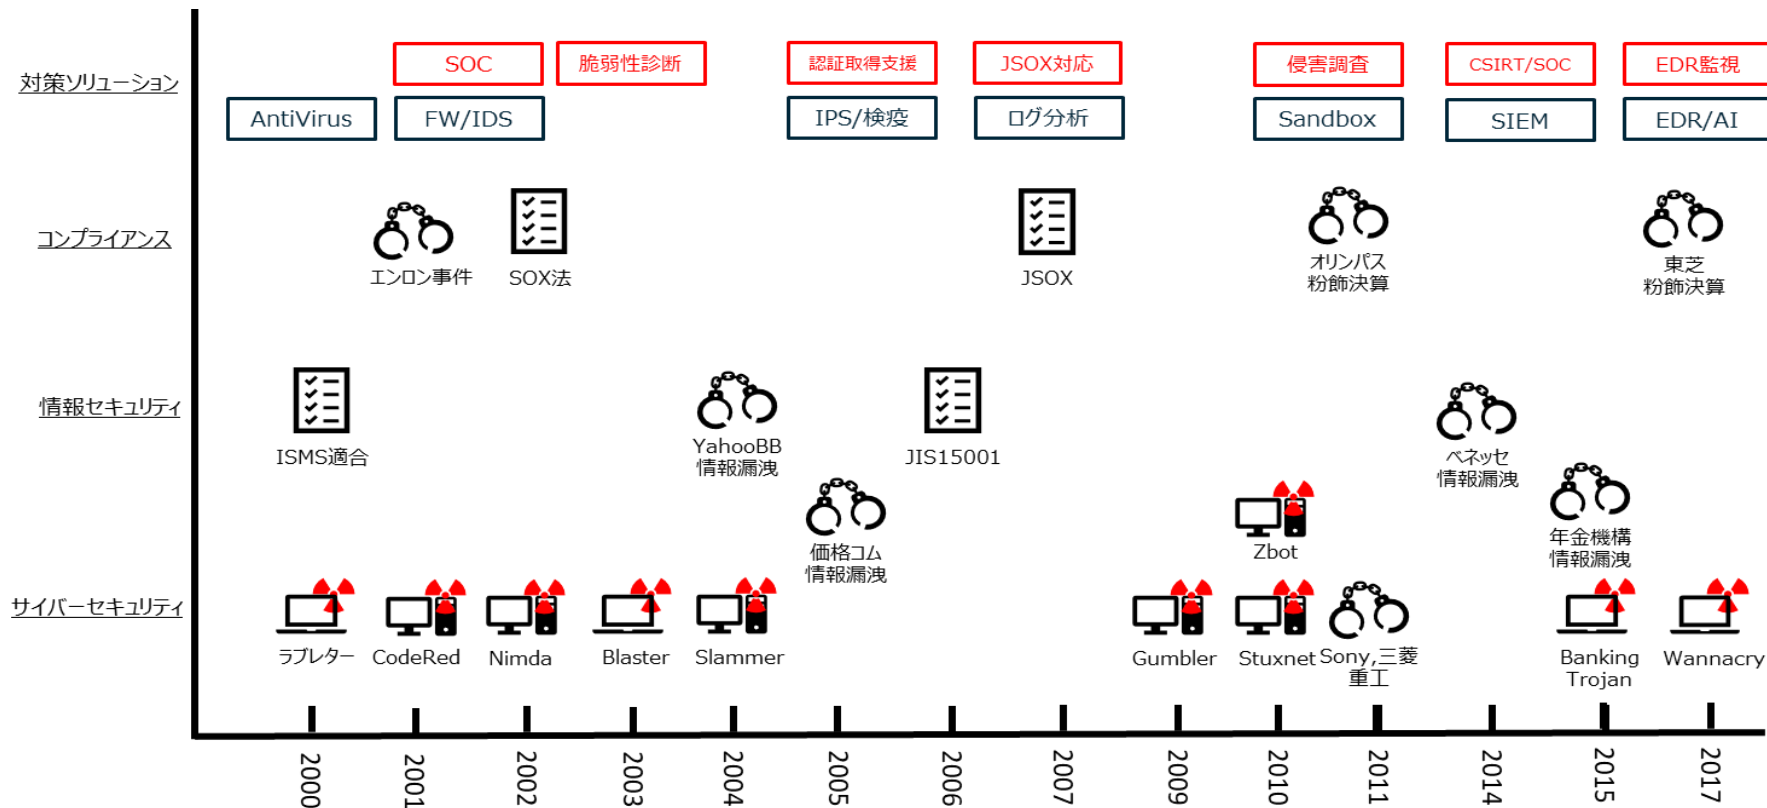 対策ソリューション
SOC
脆弱性診断
認証取得支援
JSOX対応
侵害調査
CSIRT/SOC
EDR監視
AntiVirus
FW/IDS
IPS/検疫
ログ分析
Sandbox
SIEM
EDR/AI
コンプライアンス
エンロン事件
SOX法
JSOX
オリンパス
粉飾決算
東芝
粉飾決算
情報セキュリティ
ISMS適合
YahooBB
情報漏洩
JIS15001
ベネッセ
情報漏洩
価格コム
情報漏洩
Zbot
年金機構
情報漏洩
サイバーセキュリティ
ラブレター
CodeRed
Nimda
Blaster
Slammer
Gumbler
Stuxnet
Sony,三菱
重工
Banking
Trojan
Wannacry
2000
2001
2002
2003
2004
2005
2006
2007
2009
2010
2011
2014
2015
2017